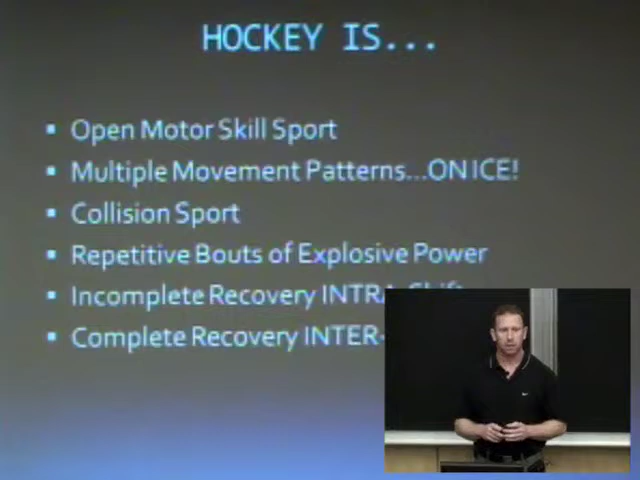 HOCKEY IS...
▪ Open Motor Skill Sport
▪ Multiple Movement Patterns...ON ICE!
▪ Collision Sport
▪ Repetitive Bouts of Explosive Power
▪ Incomplete Recovery INTRA-Shift
▪ Complete Recovery INTER-